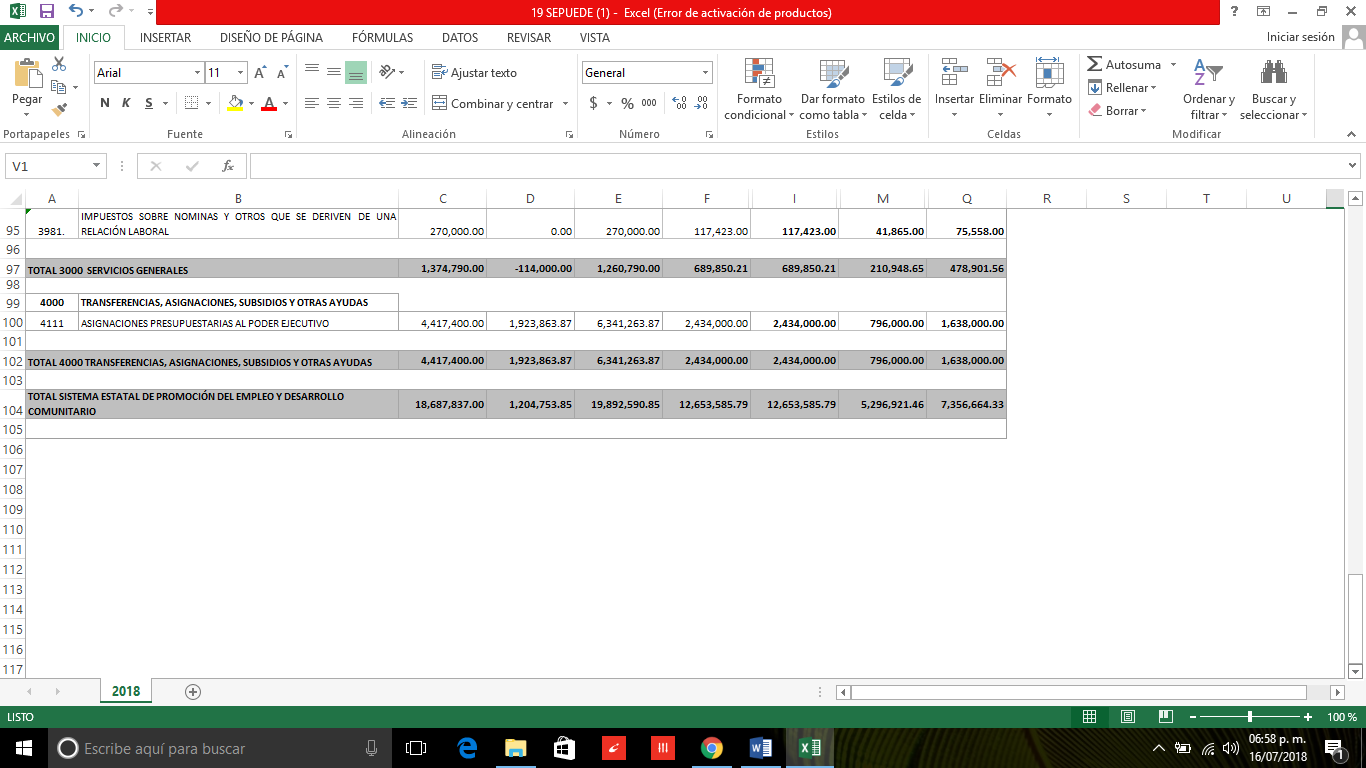 19 SEPUEDE (1) - Excel (Error de activación de productos)
ARCHIVO INICIO INSERTAR DISEÑO DE PÁGINA FÓRMULAS DATOS REVISAR VISTA Iniciar sesión
Pegar Arial 11 Ajustar texto General Formato condicional Dar formato como tabla Estilos de celda Insertar Eliminar Formato Autosuma Rellenar Borrar Ordenar y filtrar Buscar y seleccionar
N K S Combinar y centrar $ % 000
Portapapeles Fuente Alineación Número Estilos Celdas Modificar
V1 fx
A B C D E F I M Q R S T U
IMPUESTOS SOBRE NOMINAS Y OTROS QUE SE DERIVEN DE UNA
95 3981. RELACIÓN LABORAL 270,000.00 0.00 270,000.00 117,423.00 117,423.00 41,865.00 75,558.00
96
97 TOTAL 3000 SERVICIOS GENERALES 1,374,790.00 -114,000.00 1,260,790.00 689,850.21 689,850.21 210,948.65 478,901.56
98
99 4000 TRANSFERENCIAS, ASIGNACIONES, SUBSIDIOS Y OTRAS AYUDAS
100 4111 ASIGNACIONES PRESUPUESTARIAS AL PODER EJECUTIVO 4,417,400.00 1,923,863.87 6,341,263.87 2,434,000.00 2,434,000.00 796,000.00 1,638,000.00
101
102 TOTAL 4000 TRANSFERENCIAS, ASIGNACIONES, SUBSIDIOS Y OTRAS AYUDAS 4,417,400.00 1,923,863.87 6,341,263.87 2,434,000.00 2,434,000.00 796,000.00 1,638,000.00
103
TOTAL SISTEMA ESTATAL DE PROMOCIÓN DEL EMPLEO Y DESARROLLO
104 COMUNITARIO 18,687,837.00 1,204,753.85 19,892,590.85 12,653,585.79 12,653,585.79 5,296,921.46 7,356,664.33
105
106
107
108
109
110
111
112
113
114
115
116
117
2018
LISTO 100 %
Escribe aquí para buscar 06:58 p. m.
16/07/2018 1